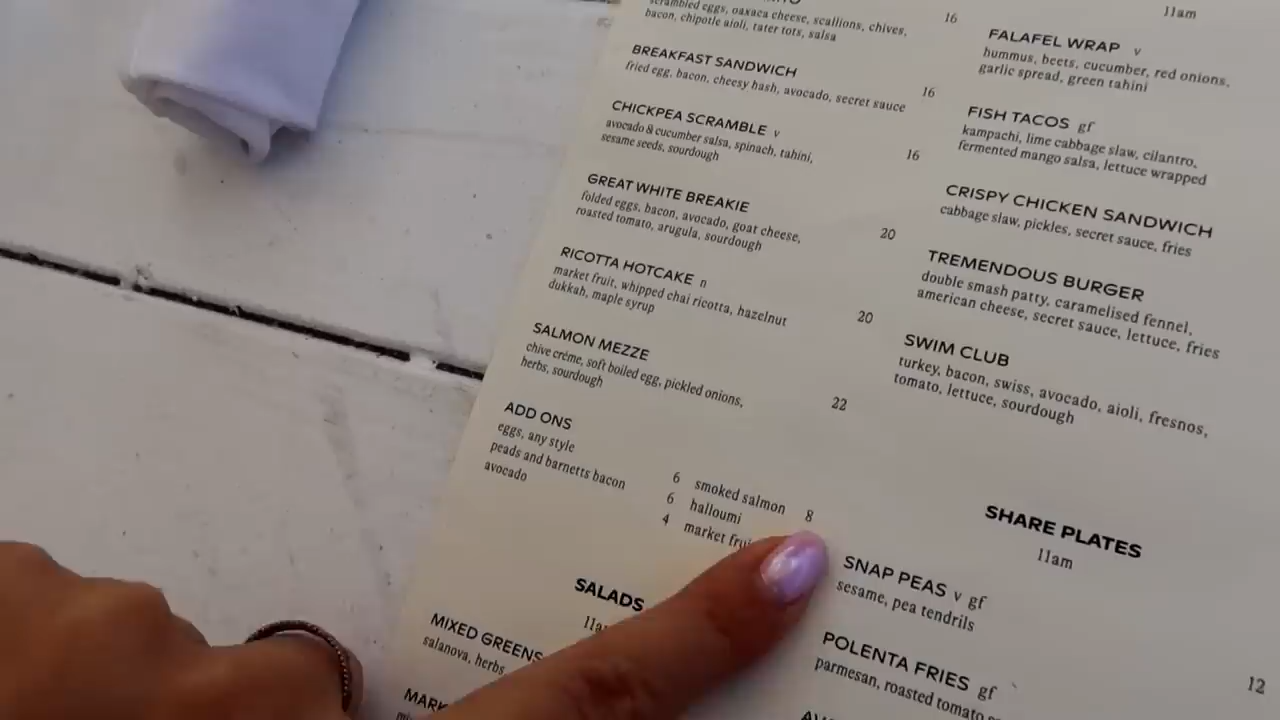 scrambled eggs, oaxaca cheese, scallions, chives,
bacon, chipotle aioli, tater tots, salsa
16
BREAKFAST SANDWICH
fried egg, bacon, cheesy hash, avocado, secret sauce
16
CHICKPEA SCRAMBLE v
avocado & cucumber salsa, spinach, tahini,
sesame seeds, sourdough
16
GREAT WHITE BREAKIE
folded eggs, bacon, avocado, goat cheese,
roasted tomato, arugula, sourdough
20
RICOTTA HOTCAKE n
market fruit, whipped chai ricotta, hazelnut
dukkah, maple syrup
20
SALMON MEZZE
chive créme, soft boiled egg, pickled onions,
herbs, sourdough
22
ADD ONS
eggs, any style 6 smoked salmon 8
peads and barnetts bacon 6 halloumi
avocado 4 market
SALADS
MIXED GREENS
salanova, herbs
11am
FALAFEL WRAP v
hummus, beets, cucumber, red onions,
garlic spread, green tahini
FISH TACOS gf
kampachi, lime cabbage slaw, cilantro,
fermented mango salsa, lettuce wrapped
CRISPY CHICKEN SANDWICH
cabbage slaw, pickles, secret sauce, fries
TREMENDOUS BURGER
double smash patty, caramelised fennel,
american cheese, secret sauce, lettuce, fries
SWIM CLUB
turkey, bacon, swiss, avocado, aioli, fresnos,
tomato, lettuce, sourdough
SHARE PLATES
11am
SNAP PEAS v gf
sesame, pea tendrils
12
POLENTA FRIES gf
parmesan, roasted tomato